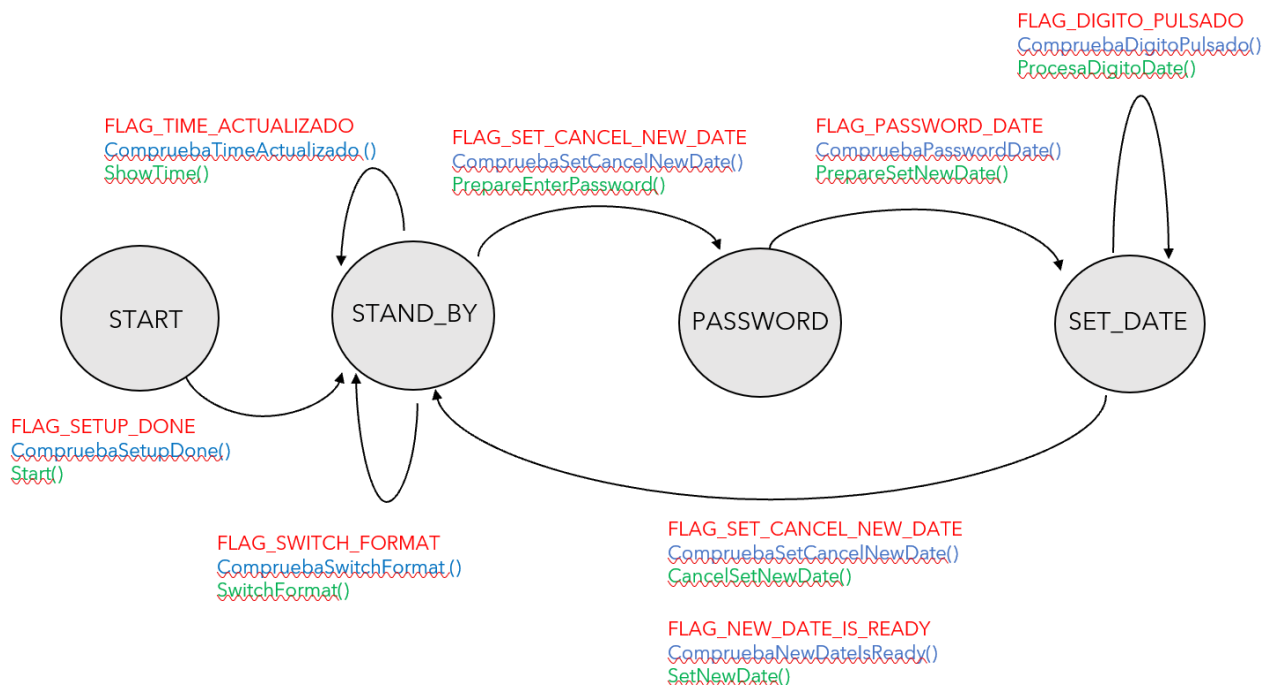 FLAG_DIGITO_PULSADO
CompruebaDigitoPulsado()
ProcesaDigitoDate()
FLAG_TIME_ACTUALIZADO
CompruebaTimeActualizado ()
ShowTime()
FLAG_SET_CANCEL_NEW_DATE
CompruebaSetCancelNewDate()
PrepareEnterPassword()
FLAG_PASSWORD_DATE
CompruebaPasswordDate()
PrepareSetNewDate()
START
STAND_BY
PASSWORD
SET_DATE
FLAG_SETUP_DONE
CompruebaSetupDone()
Start()
FLAG_SWITCH_FORMAT
CompruebaSwitchFormat ()
SwitchFormat()
FLAG_SET_CANCEL_NEW_DATE
CompruebaSetCancelNewDate()
CancelSetNewDate()
FLAG_NEW_DATE_IS_READY
CompruebaNewDateIsReady()
SetNewDate()